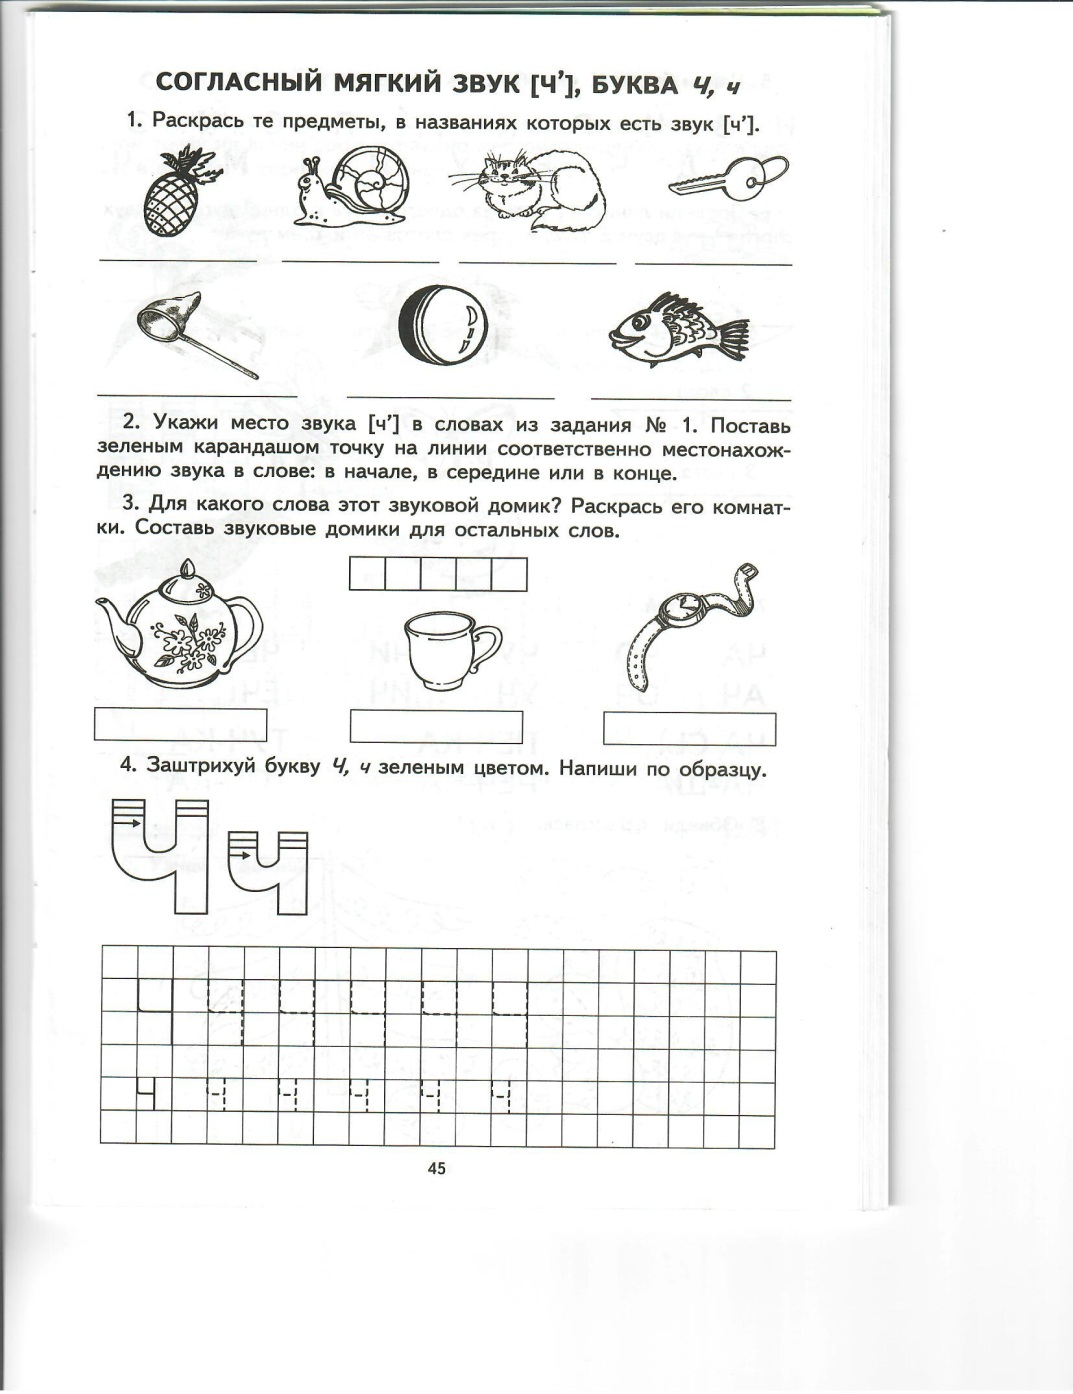 СОГЛАСНЫЙ МЯГКИЙ ЗВУК [Ч’], БУКВА Ч, ч
1. Раскрась те предметы, в названиях которых есть звук [ч’].
2. Укажи место звука [ч’] в словах из задания № 1. Поставь
зеленым карандашом точку на линии соответственно местонахож-
дению звука в слове: в начале, в середине или в конце.
3. Для какого слова этот звуковой домик? Раскрась его комнат-
ки. Составь звуковые домики для остальных слов.
4. Заштрихуй букву Ч, ч зеленым цветом. Напиши по образцу.
Ч ч
Ч Ч Ч Ч Ч Ч
ч ч ч ч ч ч
45